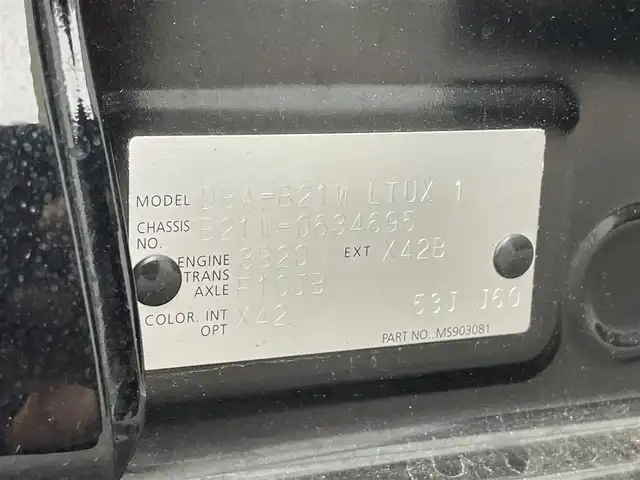 MODEL DBA-B21W LTUX 1
CHASSIS NO. B21W-0634695
ENGINE 3B20 EXT X42B
TRANS AXLE F1CJB
COLOR. INT X42
OPT 53J J60
PART NO. MS903081